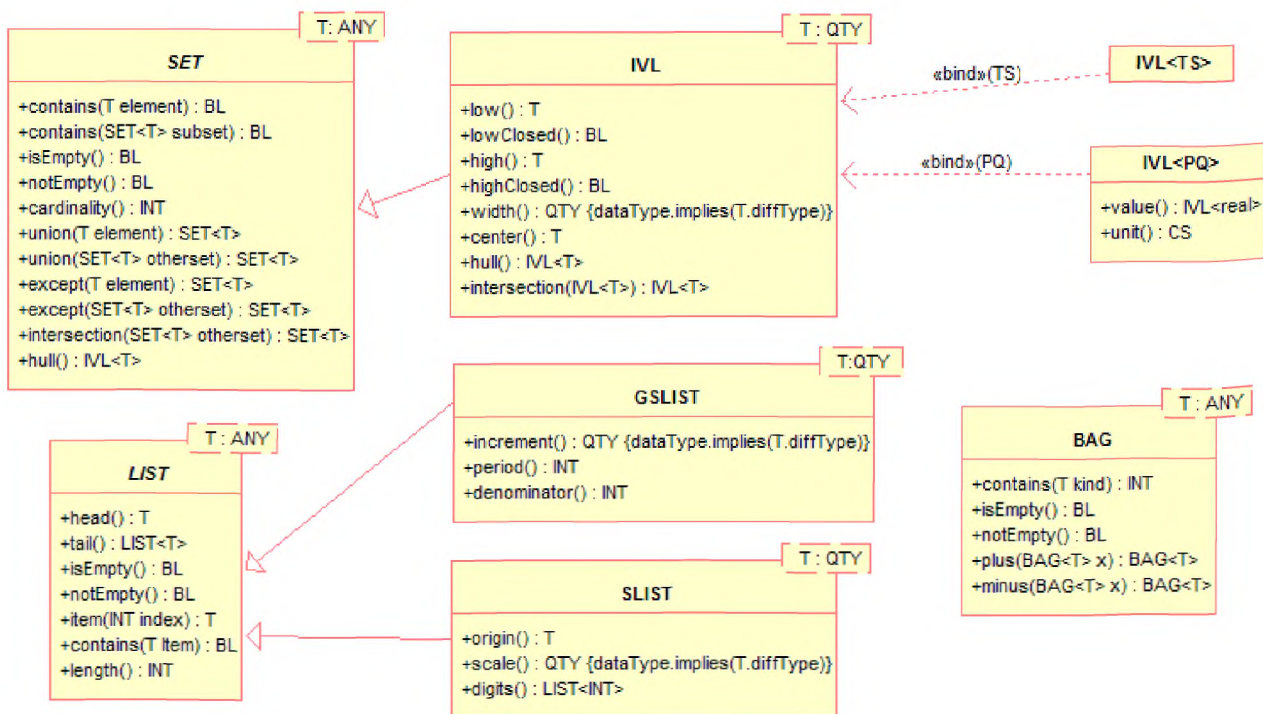 T: ANY
SET
+contains(T element) : BL
+contains(SET<T> subset) : BL
+isEmpty() : BL
+notEmpty() : BL
+cardinality() : INT
+union(T element) : SET<T>
+union(SET<T> otherset) : SET<T>
+except(T element) : SET<T>
+except(SET<T> otherset) : SET<T>
+intersection(SET<T> otherset) : SET<T>
+hull() : IVL<T>
T : QTY
IVL
+low() : T
+lowClosed() : BL
+high() : T
+highClosed() : BL
+width() : QTY {dataType.implies(T.diffType)}
+center() : T
+hull() : IVL<T>
+intersection(IVL<T>) : IVL<T>
«bind»(TS)
IVL<TS>
«bind»(PQ)
IVL<PQ>
+value() : IVL<real>
+unit() : CS
T : ANY
LIST
+head() : T
+tail() : LIST<T>
+isEmpty() : BL
+notEmpty() : BL
+item(INT index) : T
+contains(T Item) : BL
+length() : INT
T:QTY
GSLIST
+increment() : QTY {dataType.implies(T.diffType)}
+period() : INT
+denominator() : INT
T : QTY
SLIST
+origin() : T
+scale() : QTY {dataType.implies(T.diffType)}
+digits() : LIST<INT>
T : ANY
BAG
+contains(T kind) : INT
+isEmpty() : BL
+notEmpty() : BL
+plus(BAG<T> x) : BAG<T>
+minus(BAG<T> x) : BAG<T>